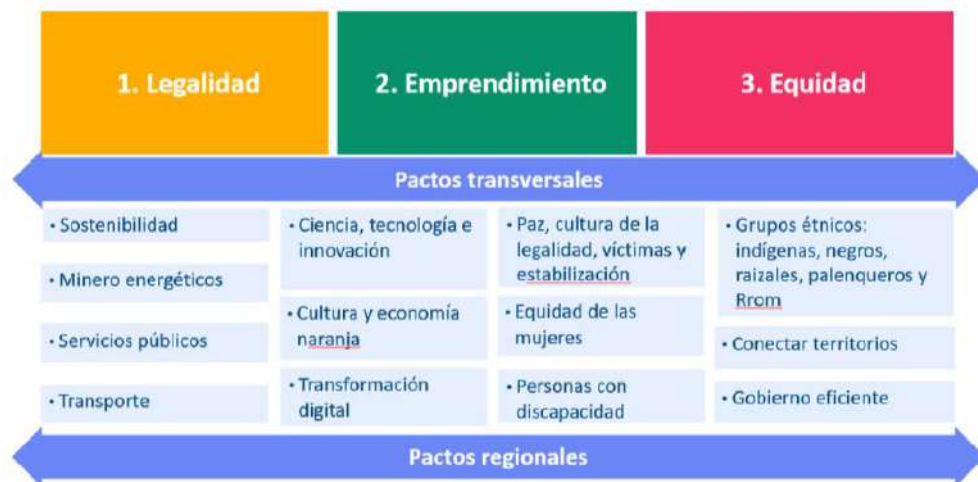 1. Legalidad
2. Emprendimiento
3. Equidad
Pactos transversales
• Sostenibilidad
• Minero energéticos
• Servicios públicos
• Transporte
• Ciencia, tecnología e
innovación
• Cultura y economía
naranja
• Transformación
digital
• Paz, cultura de la
legalidad, víctimas y
estabilización
• Equidad de las
mujeres
• Personas con
discapacidad
• Grupos étnicos:
indígenas, negros,
raizales, palenqueros y
Rrom
• Conectar territorios
• Gobierno eficiente
Pactos regionales